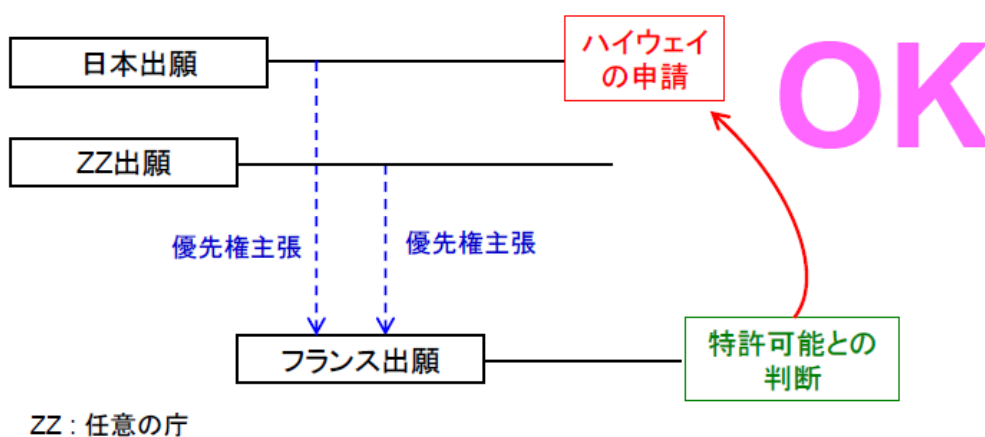 日本出願
ハイウェイ
の申請
OK
ZZ出願
優先権主張
優先権主張
フランス出願
特許可能との
判断
ZZ : 任意の庁